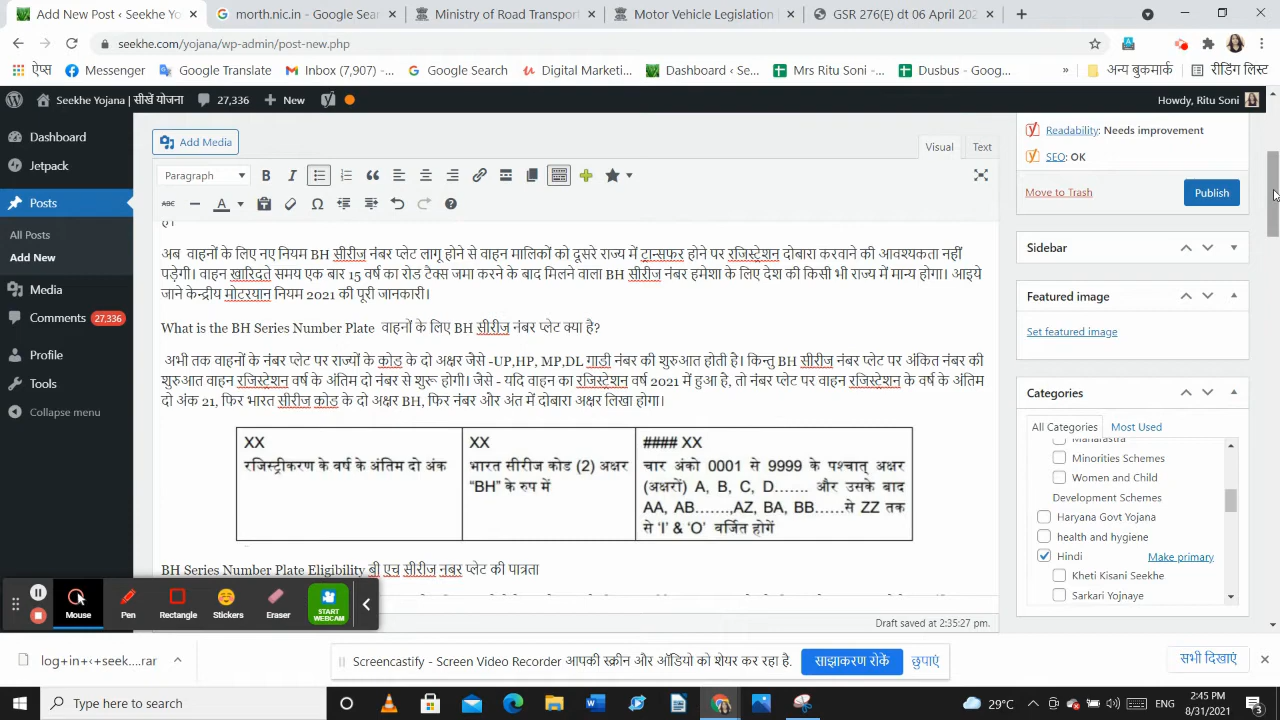 Add New Post ‹ Seekhe Yojana
morth.nic.in - Google Sear
Ministry of Road Transport
Motor Vehicle Legislation
GSR 276(E) dt 06 April 202
seekhe.com/yojana/wp-admin/post-new.php
ऐप्स
Messenger
Google Translate
Inbox (7,907) -...
Google Search
Digital Marketi...
Dashboard ‹ Se...
Mrs Ritu Soni -...
Dusbus - Goog...
»
अन्य बुकमार्क
रीडिंग लिस्ट
Seekhe Yojana | सीखें योजना
27,336
New
Howdy, Ritu Soni
Dashboard
Jetpack
Posts
All Posts
Add New
Media
Comments 27,336
Profile
Tools
Collapse menu
Add Media
Visual
Text
Paragraph
B
I
ABC
A
है।
अब वाहनों के लिए नए नियम BH सीरीज नंबर प्लेट लागू होने से वाहन मालिकों को दूसरे राज्य में ट्रान्सफर होने पर रजिस्ट्रेशन दोबारा करवाने की आवश्यकता नहीं
पड़ेगी। वाहन खारिदते समय एक बार 15 वर्ष का रोड टैक्स जमा करने के बाद मिलने वाला BH सीरीज नंबर हमेशा के लिए देश की किसी भी राज्य में मान्य होगा। आइये
जाने केन्द्रीय मोटरयान नियम 2021 की पूरी जानकारी।
What is the BH Series Number Plate वाहनों के लिए BH सीरीज नंबर प्लेट क्या है?
अभी तक वाहनों के नंबर प्लेट पर राज्यों के कोड के दो अक्षर जैसे -UP,HP, MP,DL गाड़ी नंबर की शुरुआत होती है। किन्तु BH सीरीज नंबर प्लेट पर अंकित नंबर की
शुरुआत वाहन रजिस्टेशन वर्ष के अंतिम दो नंबर से शुरू होगी। जैसे - यदि वाहन का रजिस्टेशन वर्ष 2021 में हुआ है, तो नंबर प्लेट पर वाहन रजिस्टेशन के वर्ष के अंतिम
दो अंक 21, फिर भारत सीरीज कोड के दो अक्षर BH, फिर नंबर और अंत में दोबारा अक्षर लिखा होगा।
XX
रजिस्ट्रीकरण के वर्ष के अंतिम दो अंक
XX
भारत सीरीज कोड (2) अक्षर
“BH” के रुप में
#### XX
चार अंको 0001 से 9999 के पश्चात् अक्षर
(अक्षरों) A, B, C, D....... और उसके बाद
AA, AB.......,AZ, BA, BB......से ZZ तक
से ‘I’ & ‘O’ वर्जित होगें
BH Series Number Plate Eligibility बी एच सीरीज नबर प्लेट की पात्रता
Draft saved at 2:35:27 pm.
Readability: Needs improvement
SEO: OK
Move to Trash
Publish
Sidebar
Featured image
Set featured image
Categories
All Categories
Most Used
Maharastra
Minorities Schemes
Women and Child
Development Schemes
Haryana Govt Yojana
health and hygiene
Hindi
Make primary
Kheti Kisani Seekhe
Sarkari Yojnaye
Mouse
Pen
Rectangle
Stickers
Eraser
START
WEBCAM
log+in+‹+seek....rar
Screencastify - Screen Video Recorder आपकी स्क्रीन और ऑडियो को शेयर कर रहा है.
साझाकरण रोकें
छुपाएं
सभी दिखाएं
Type here to search
29°C
ENG
2:45 PM
8/31/2021
3